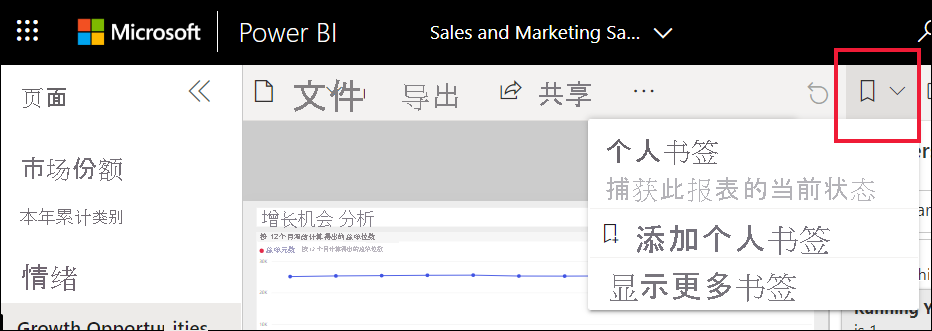 Microsoft Power BI Sales and Marketing Sa...
页面
文件 导出 共享 ...
个人书签
捕获此报表的当前状态
市场份额
本年累计类别
添加个人书签
增长机会 分析
情绪
显示更多书签
Growth Opportunities
Running Y
is 1